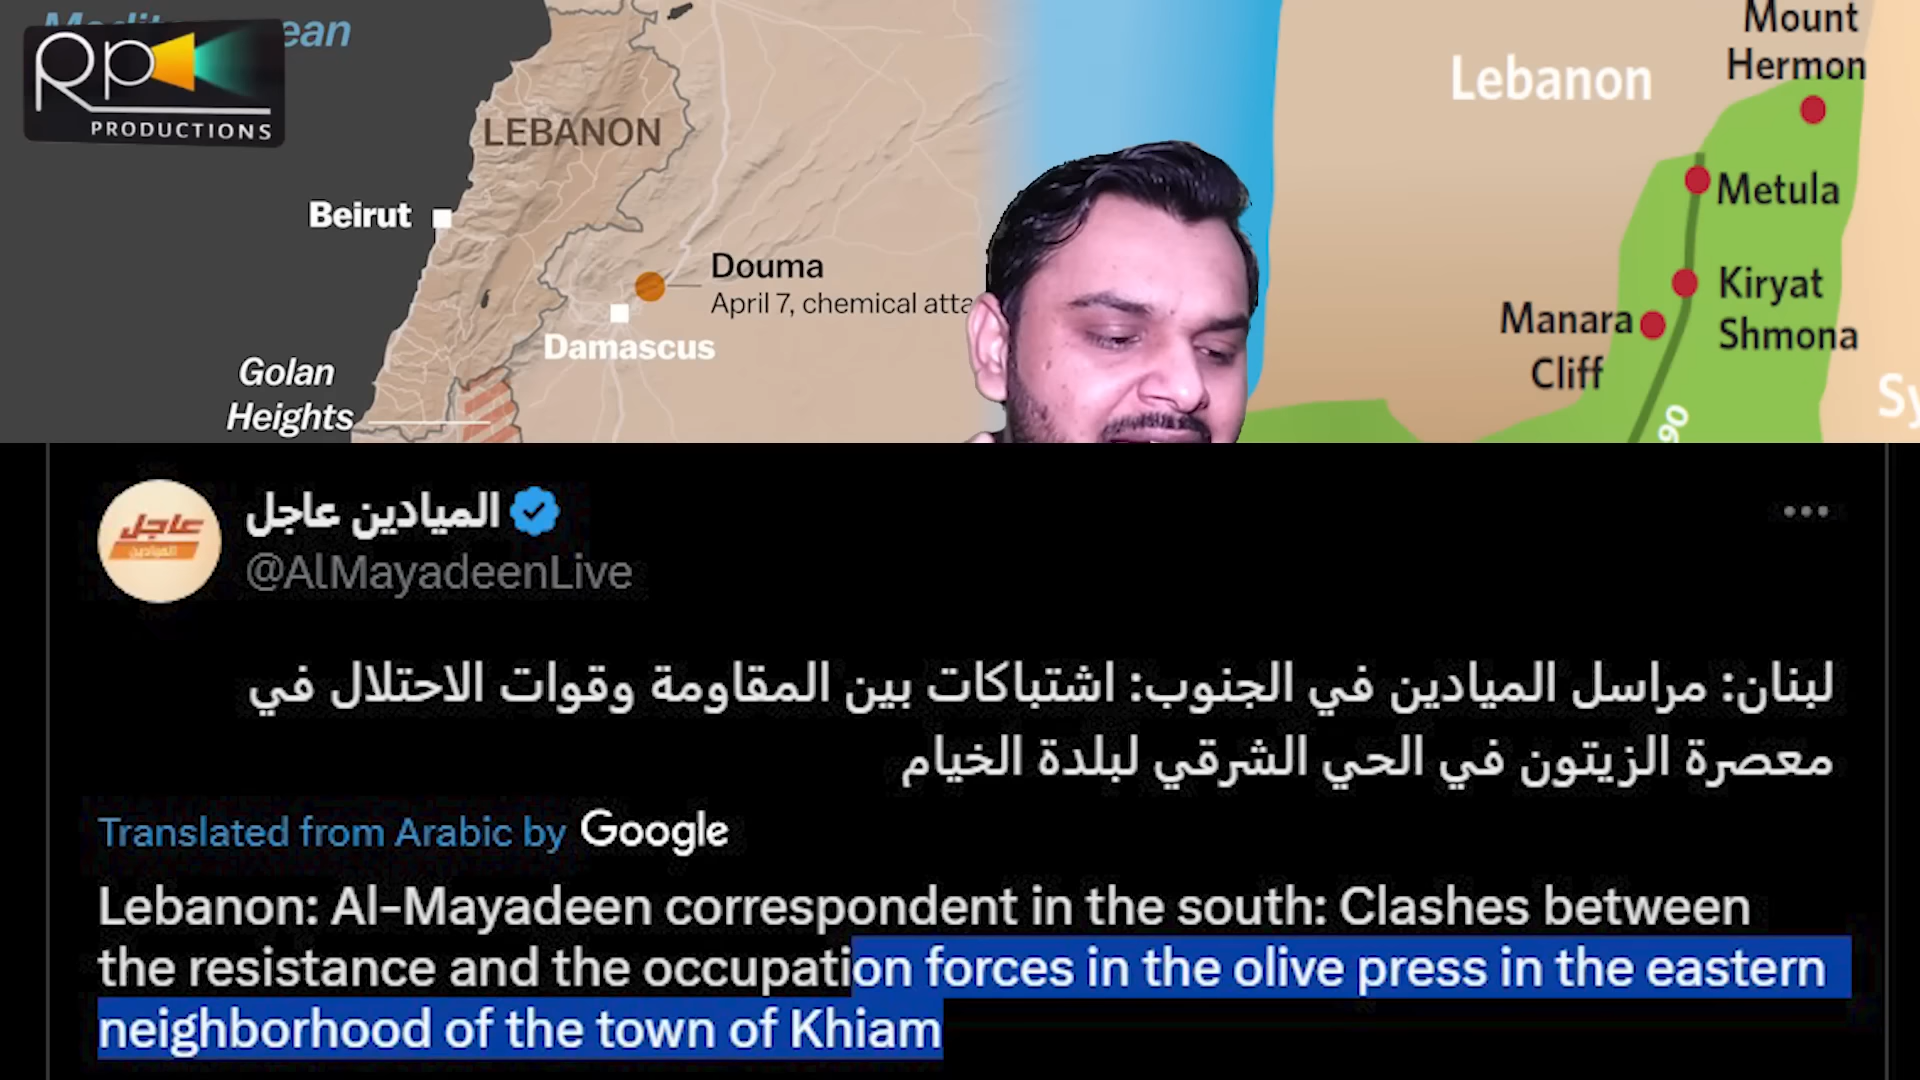 Mediterranean
Rp
PRODUCTIONS
LEBANON
Beirut
Douma
April 7, chemical atta
Damascus
Golan
Heights
Mount
Hermon
Lebanon
Metula
Kiryat
Shmona
Manara
Cliff
Sy
90
عاجل
الميادين
الميادين عاجل
@AlMayadeenLive
لبنان: مراسل الميادين في الجنوب: اشتباكات بين المقاومة وقوات الاحتلال في
معصرة الزيتون في الحي الشرقي لبلدة الخيام
Translated from Arabic by Google
Lebanon: Al-Mayadeen correspondent in the south: Clashes between
the resistance and the occupation forces in the olive press in the eastern
neighborhood of the town of Khiam